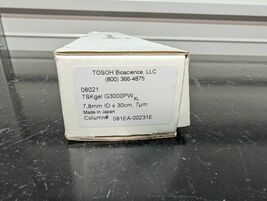 TOSOH Bioscience, LLC
(800) 366-4875
08021
TSKgel G3000PWXL
7.8mm ID x 30cm, 7µm
Made in Japan
Column# 081EA-00231E